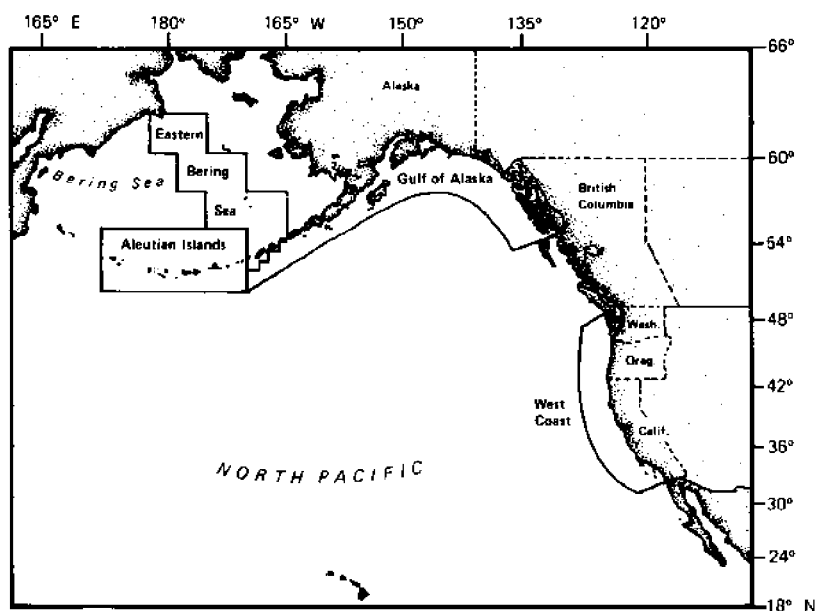 165° E 180° 165° W 150° 135° 120°
66°
Alaska
Eastern
60°
Bering Sea
Bering
Gulf of Alaska
British
Columbia
Sea
Aleutian Islands
54°
48°
Wash.
Oreg.
42°
West
Coast
Calif.
36°
NORTH PACIFIC
30°
24°
18° N